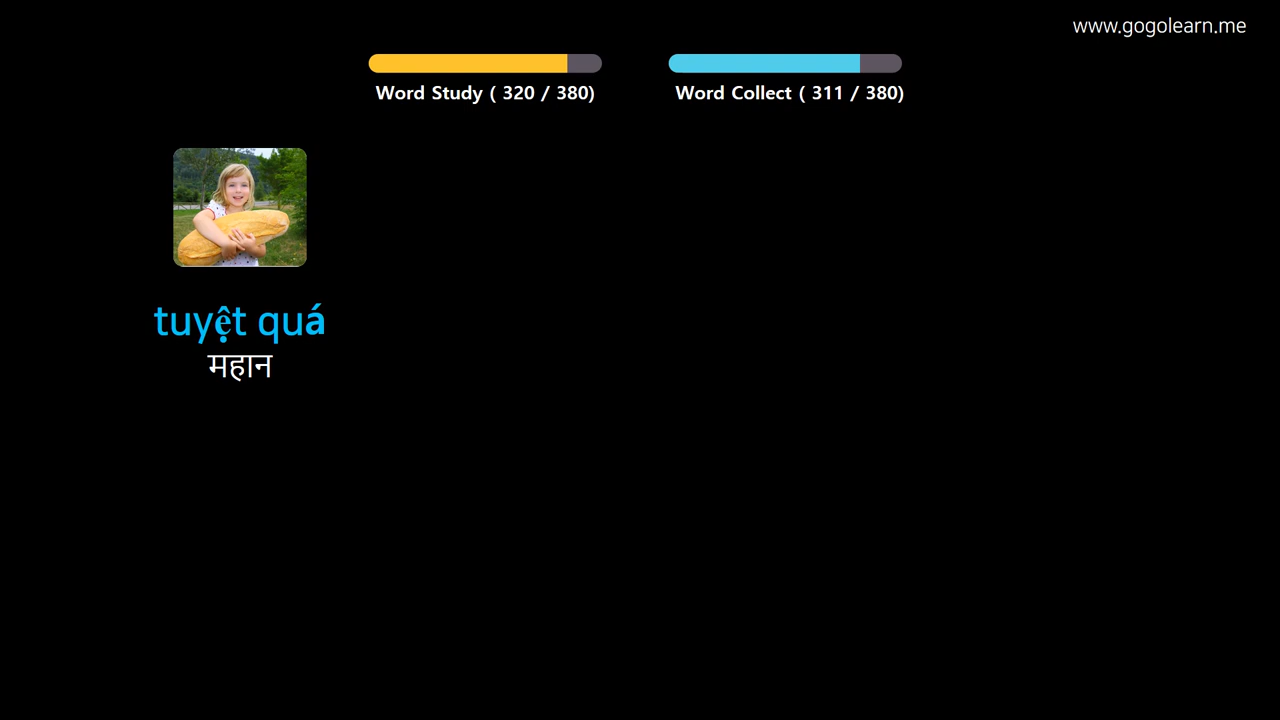 www.gogolearn.me
Word Study ( 320 / 380)
Word Collect ( 311 / 380)
tuyệt quá
महान